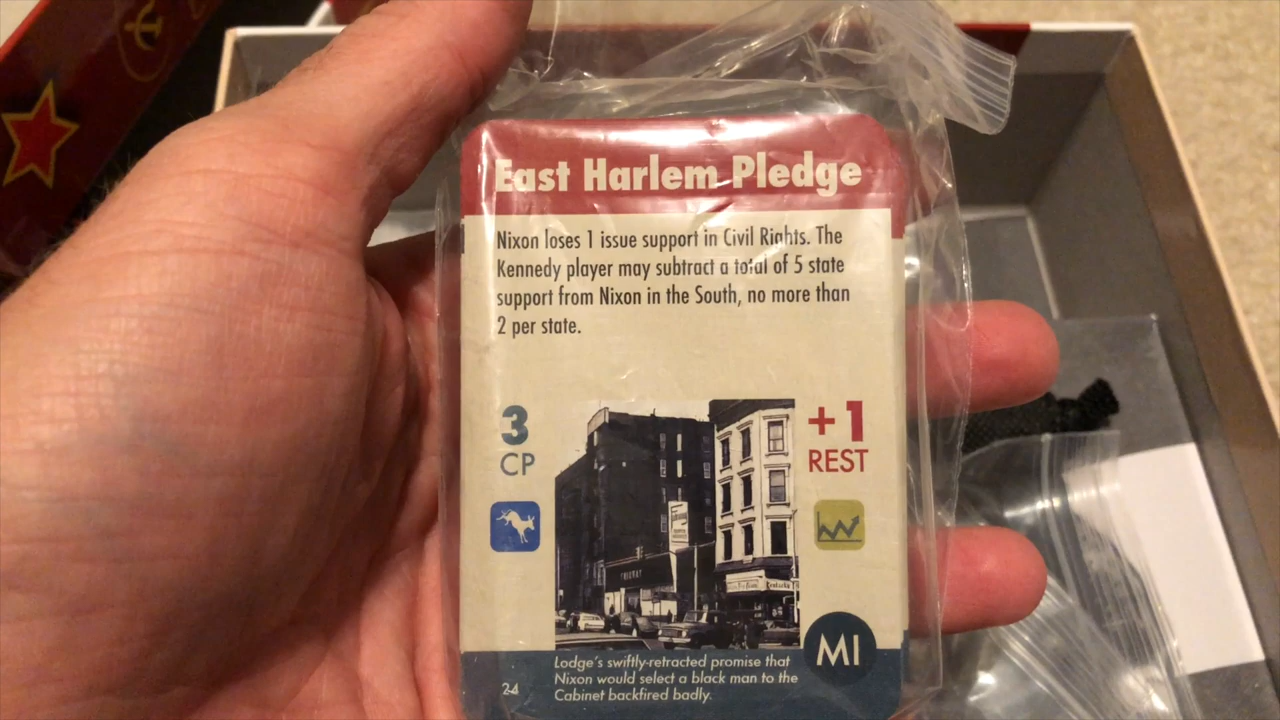 East Harlem Pledge
Nixon loses 1 issue support in Civil Rights. The
Kennedy player may subtract a total of 5 state
support from Nixon in the South, no more than
2 per state.
3
CP
+1
REST
MI
Lodge's swiftly-retracted promise that
Nixon would select a black man to the
Cabinet backfired badly.
24